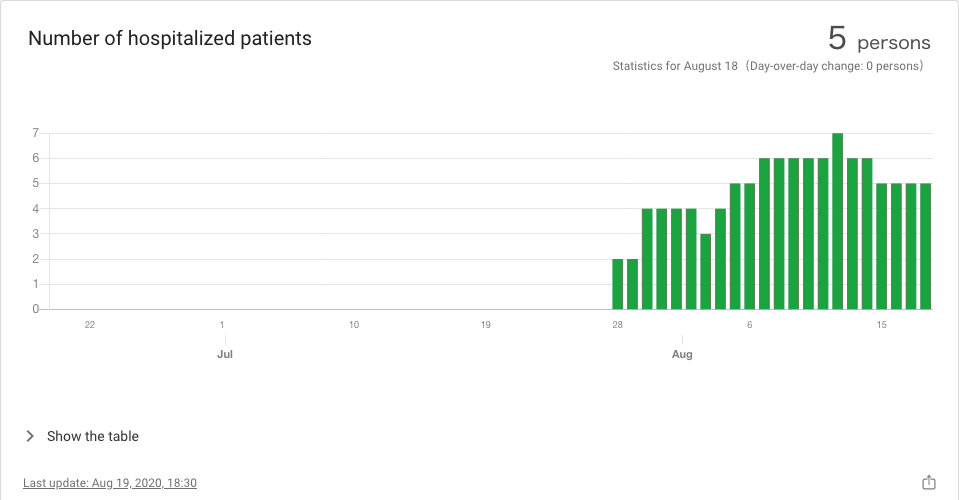 Number of hospitalized patients
5 persons
Statistics for August 18（Day-over-day change: 0 persons）
7
6
5
4
3
2
1
0
22 1 10 19 28 6 15
Jul Aug
Show the table
Last update: Aug 19, 2020, 18:30